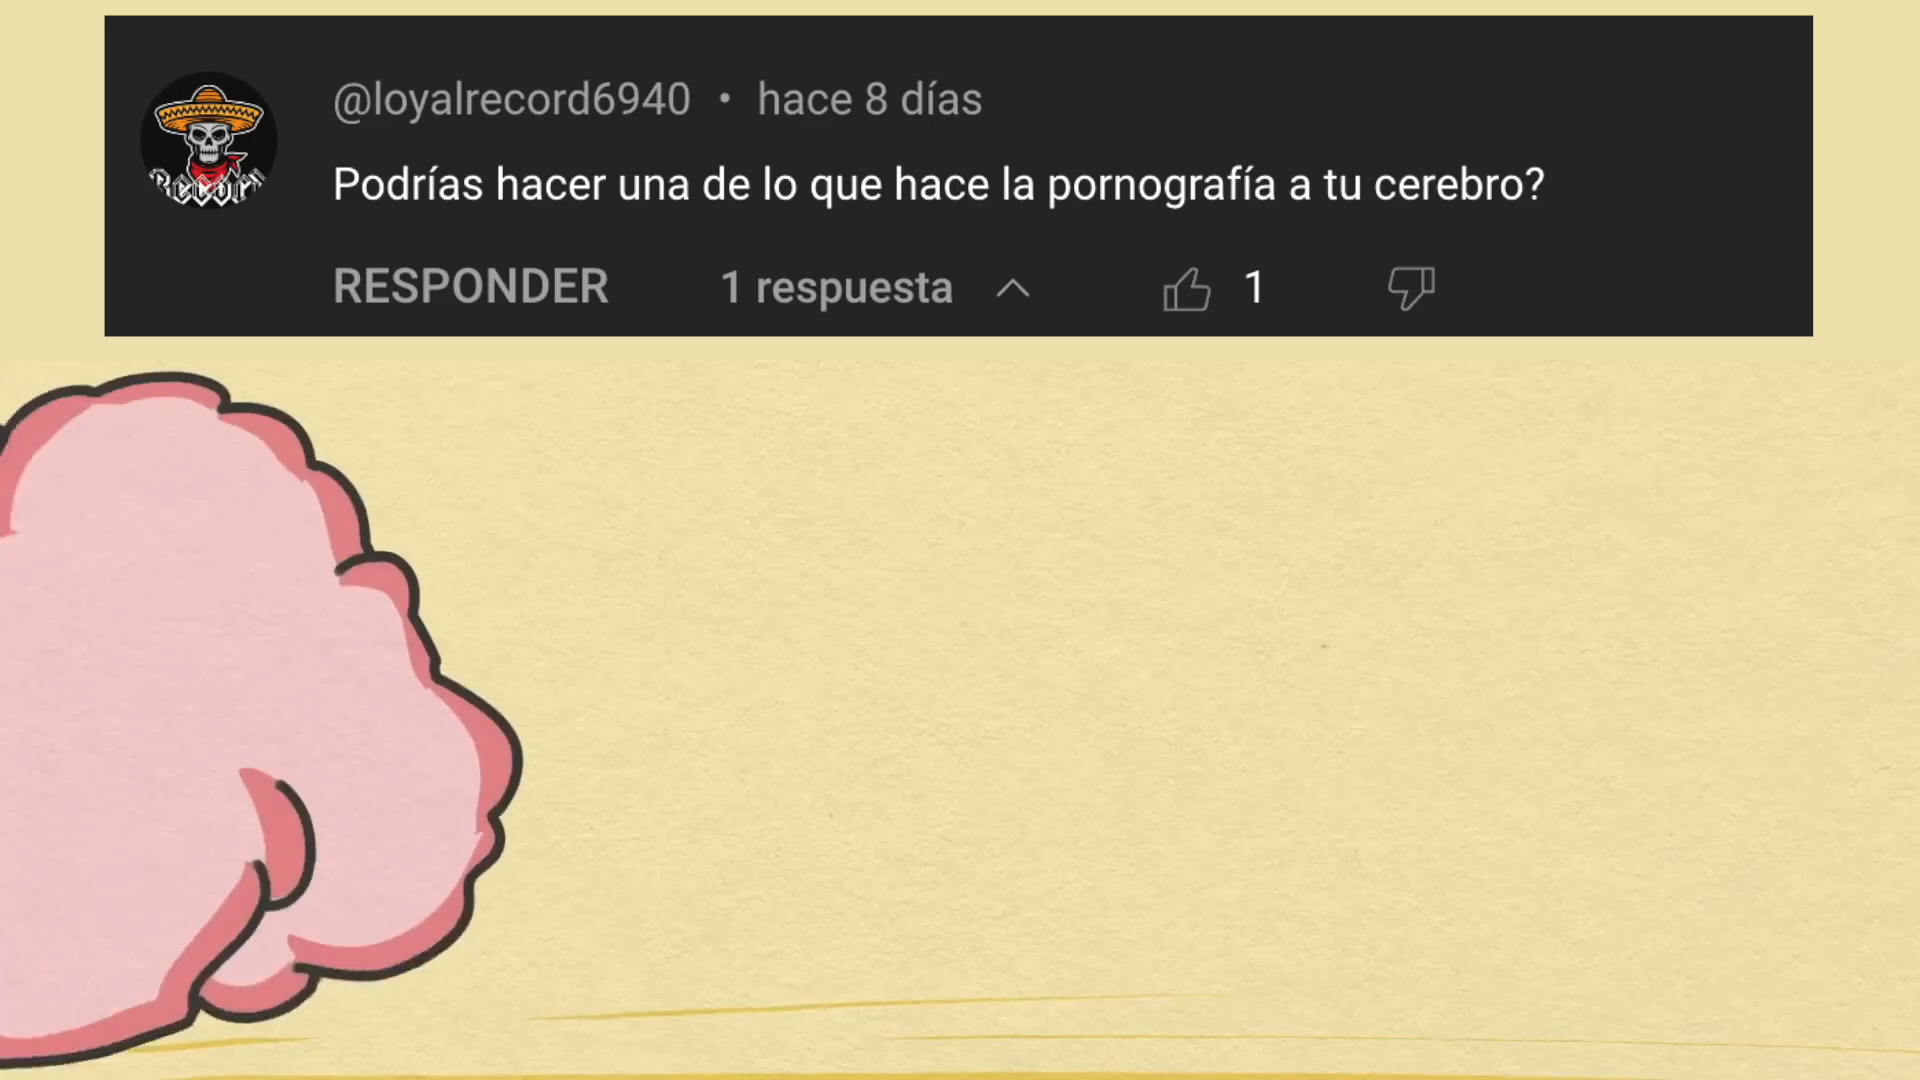 @loyalrecord6940 • hace 8 días
Podrías hacer una de lo que hace la pornografía a tu cerebro?
RESPONDER 1 respuesta 1